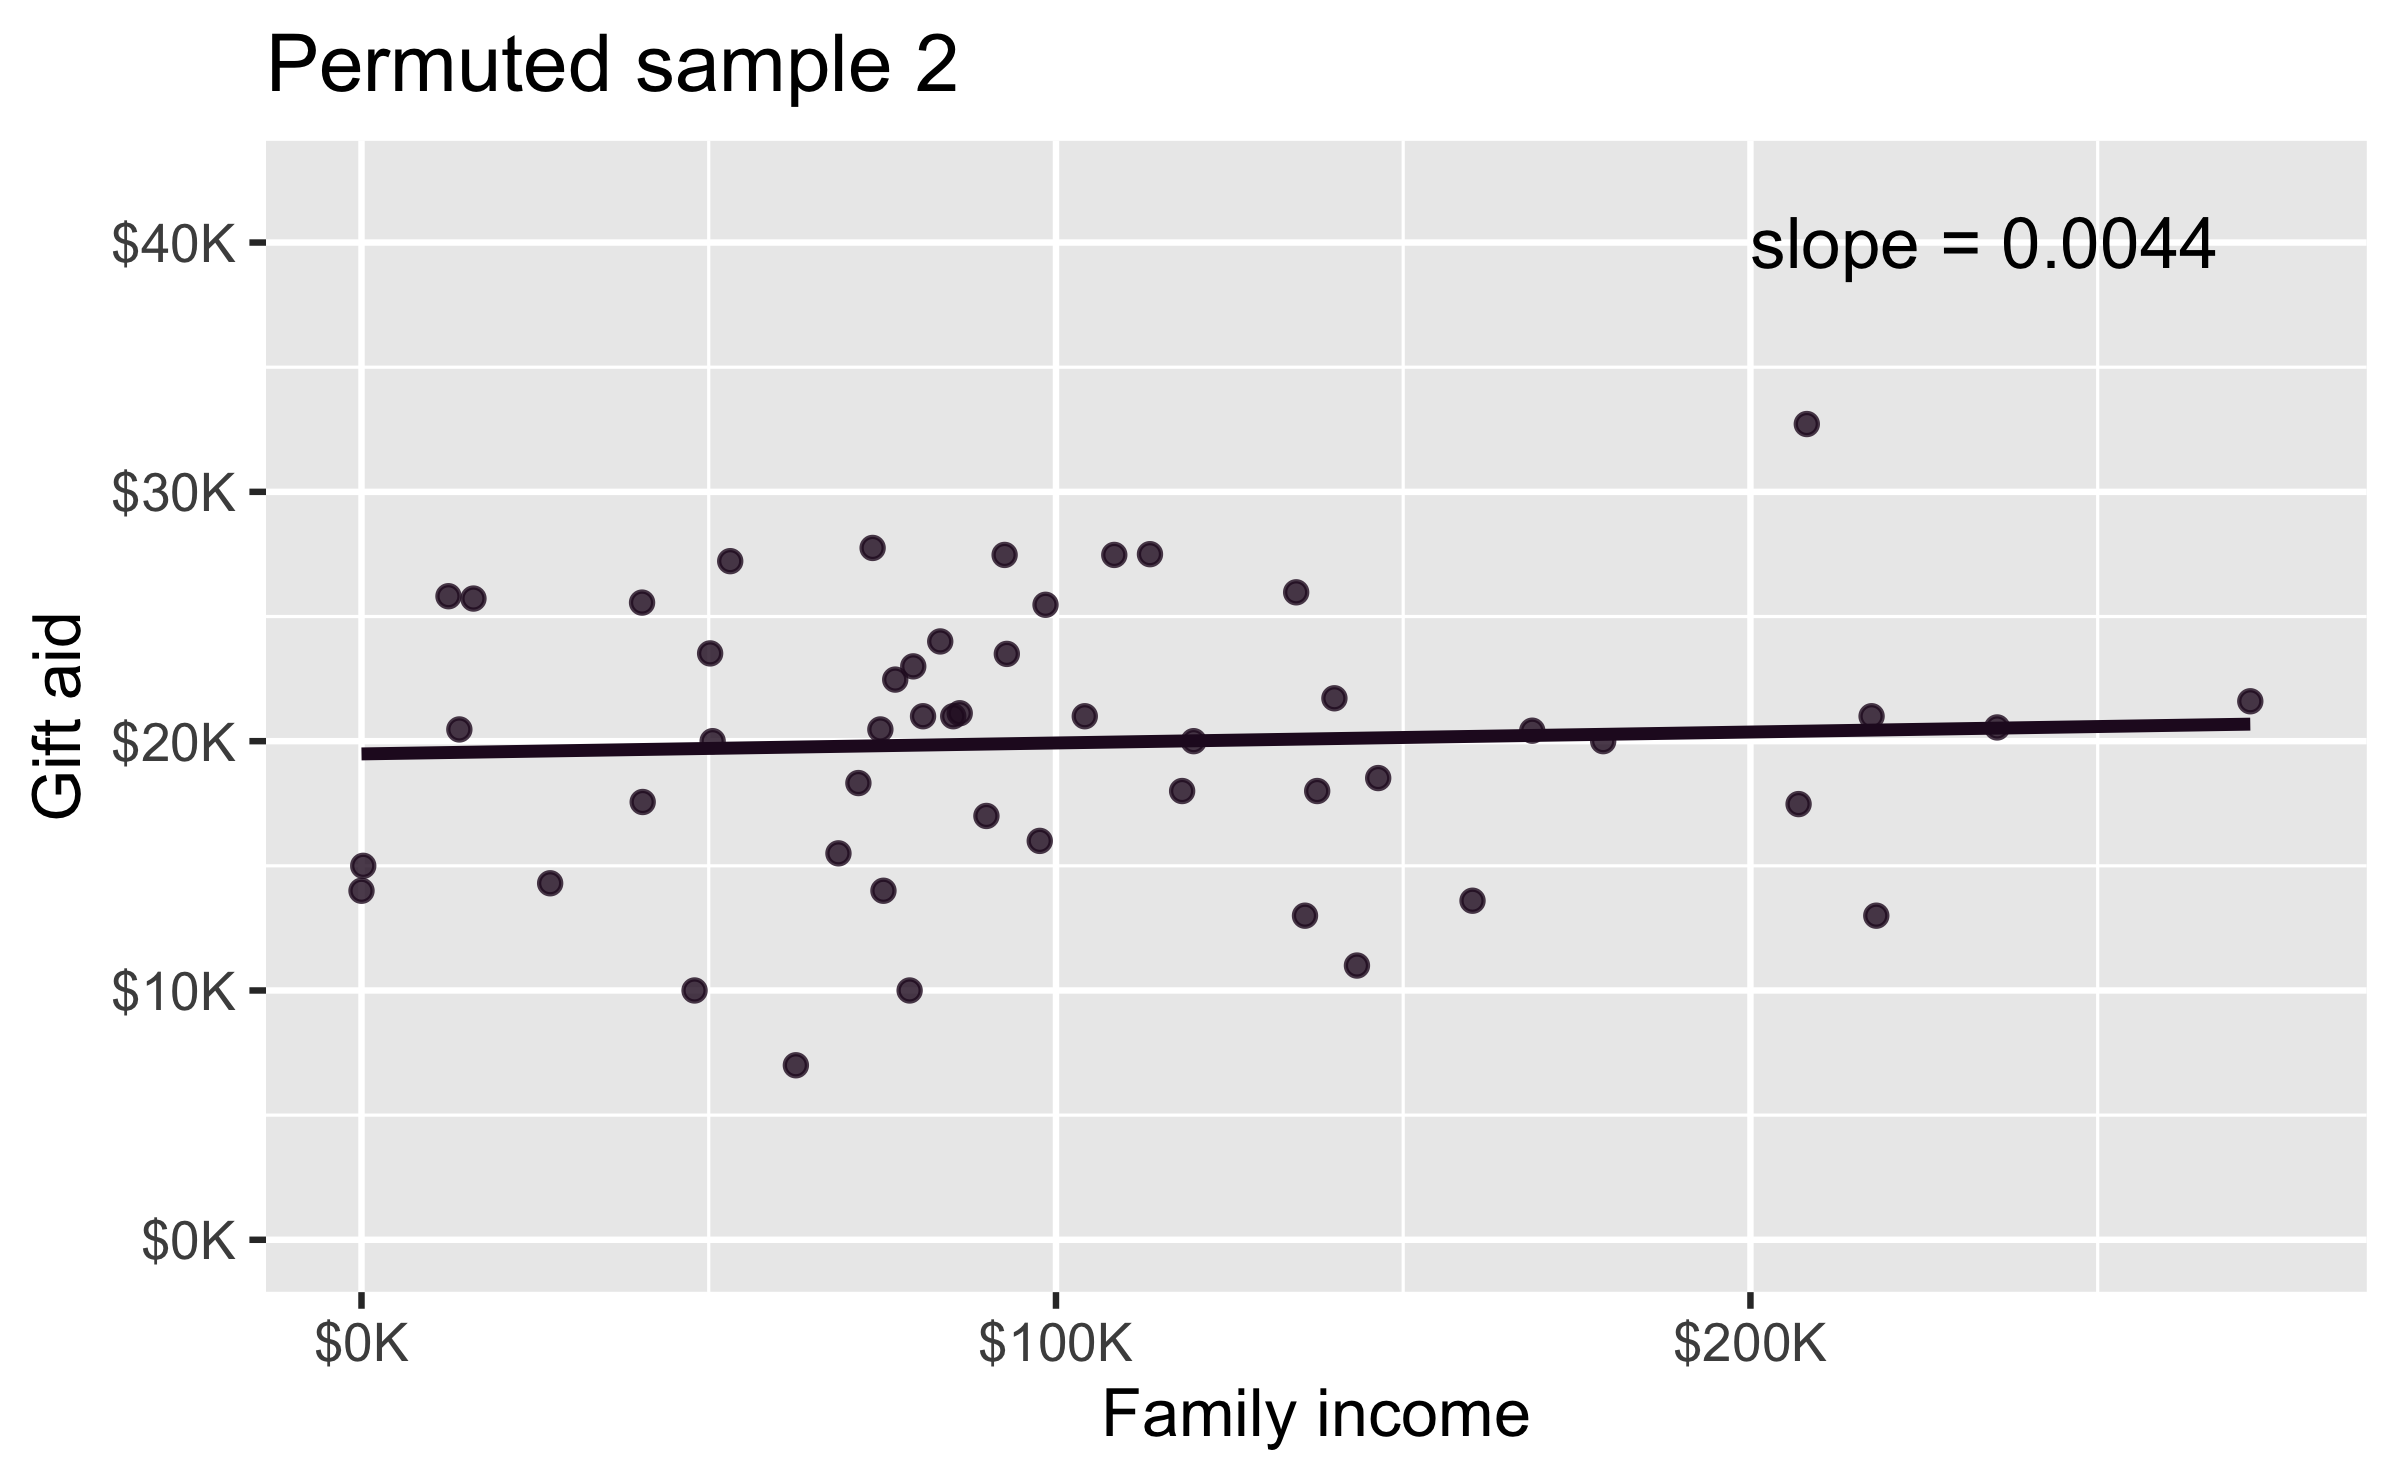 Permuted sample 2
slope = 0.0044
$40K
$30K
$20K
$10K
$0K
Gift aid
$0K
$100K
$200K
Family income